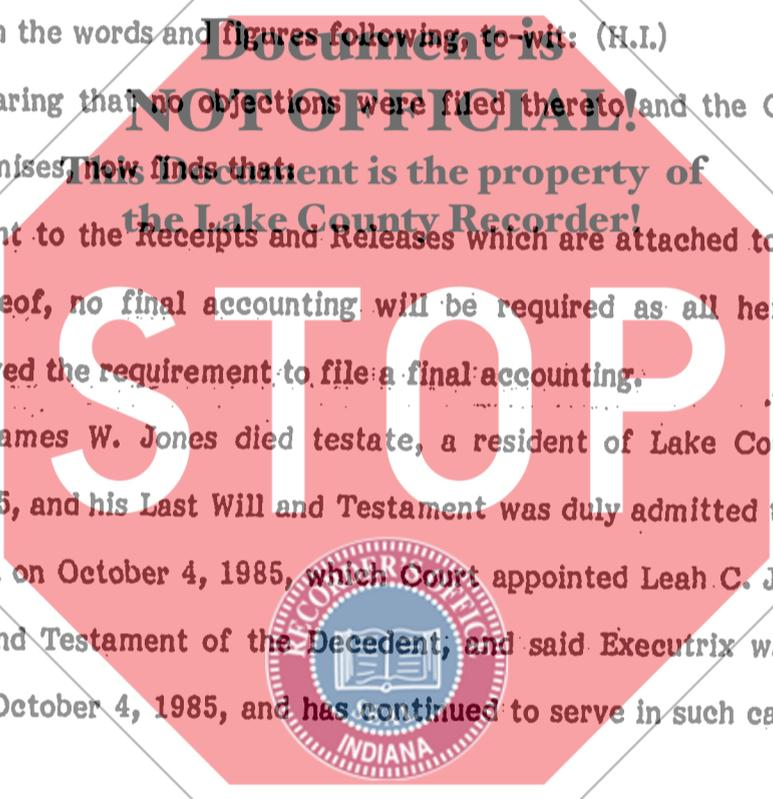 n the words and figures following, to-wit: (H.I.)
Document is
aring that no objections were filed thereto and the C
NOT OFFICIAL!
mises, now finds that:
This Document is the property of
the Lake County Recorder!
nt to the Receipts and Releases which are attached to
eof, no final accounting will be required as all he
STOP
ed the requirement to file a final accounting.
ames W. Jones died testate, a resident of Lake Co
5, and his Last Will and Testament was duly admitted
on October 4, 1985, which Court appointed Leah C. J
RECORDER'S OFFICE
nd Testament of the Decedent; and said Executrix w
October 4, 1985, and has continued to serve in such ca
INDIANA